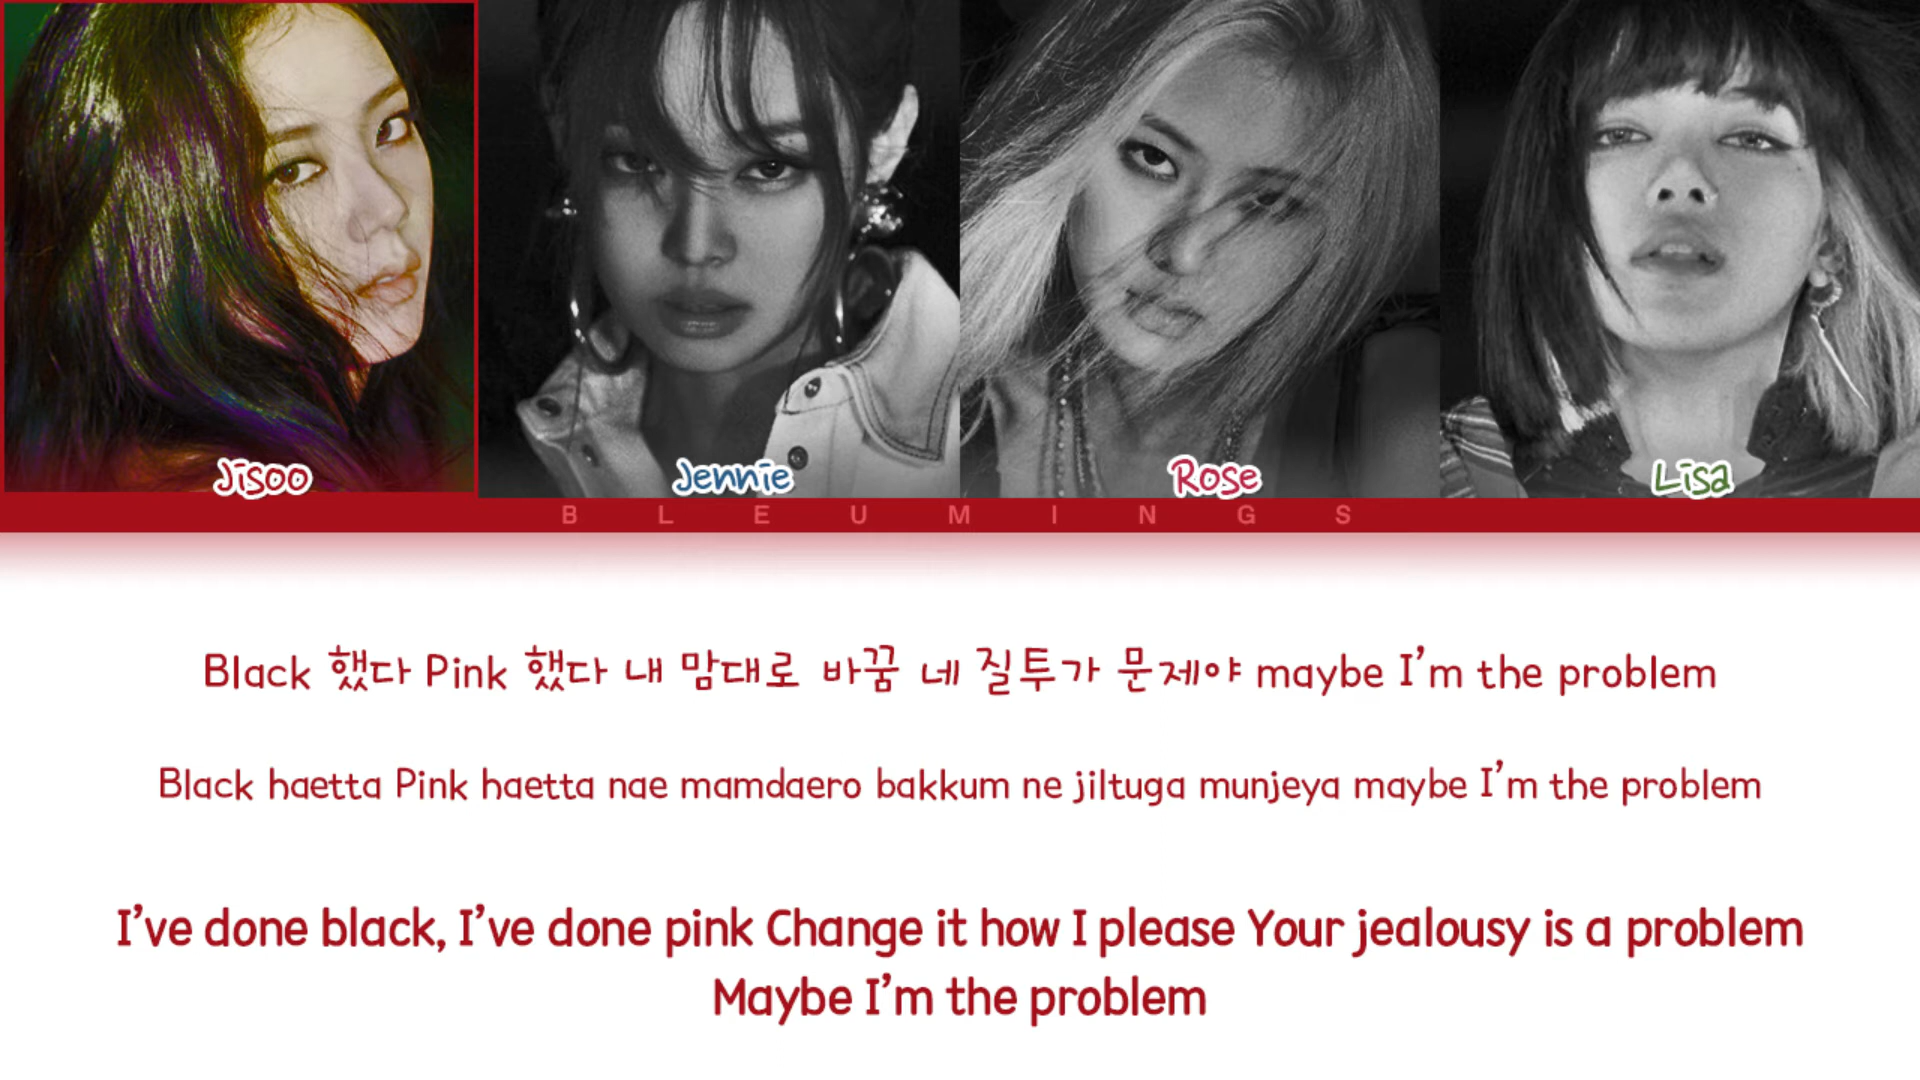 Jisoo
Jennie
Rose
Lisa
BLEUMINGS
Black 했다 Pink 했다 내 맘대로 바꿈 네 질투가 문제야 maybe I'm the problem
Black haetta Pink haetta nae mamdaero bakkum ne jiltuga munjeya maybe I'm the problem
I've done black, I've done pink Change it how I please Your jealousy is a problem
Maybe I'm the problem